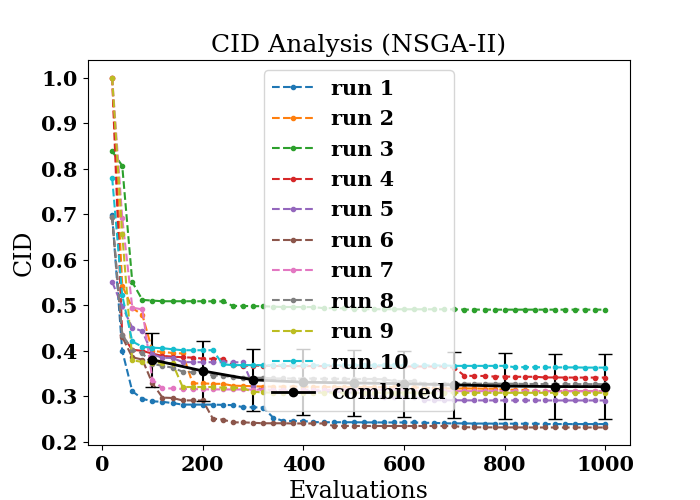 CID Analysis (NSGA-II)
CID
1.0
0.9
0.8
0.7
0.6
0.5
0.4
0.3
0.2
run 1
run 2
run 3
run 4
run 5
run 6
run 7
run 8
run 9
run 10
combined
0 200 400 600 800 1000
Evaluations